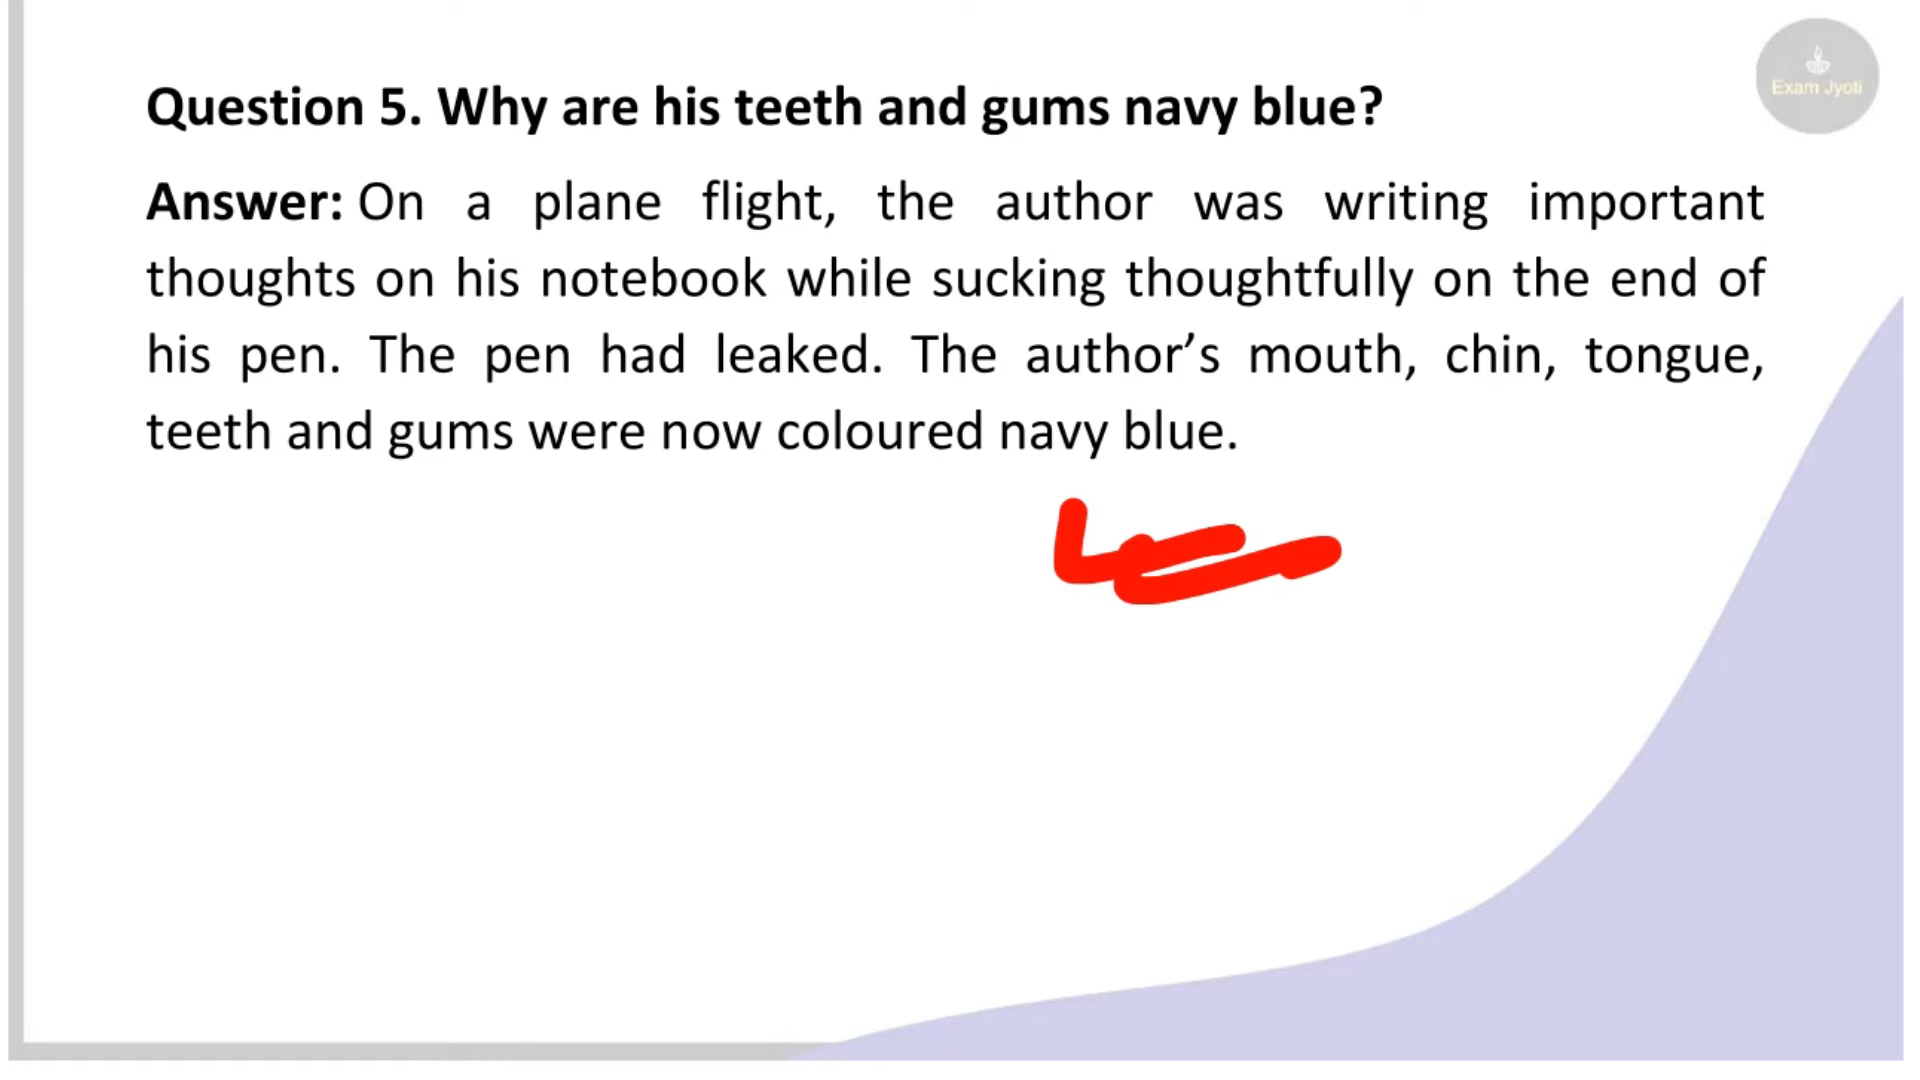 Exam Jyoti
Question 5. Why are his teeth and gums navy blue?
Answer: On a plane flight, the author was writing important
thoughts on his notebook while sucking thoughtfully on the end of
his pen. The pen had leaked. The author’s mouth, chin, tongue,
teeth and gums were now coloured navy blue.